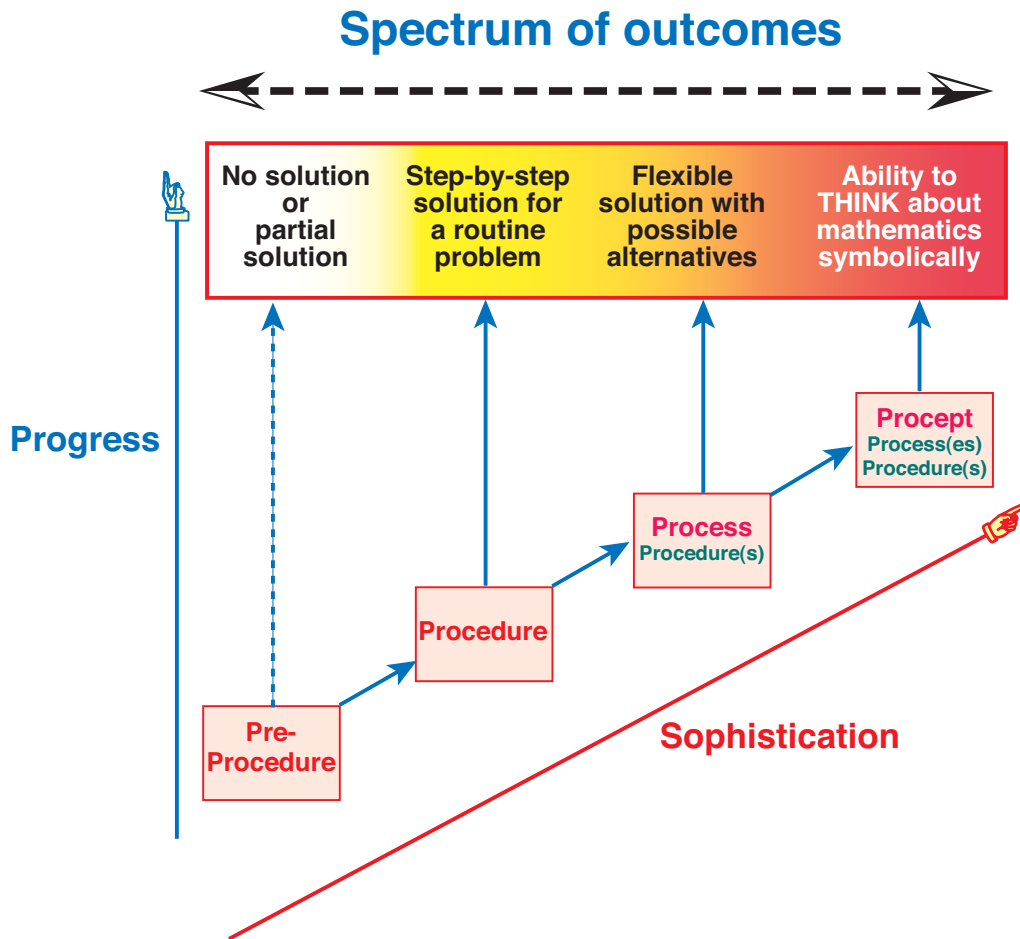 Spectrum of outcomes
No solution
or
partial
solution
Step-by-step
solution for
a routine
problem
Flexible
solution with
possible
alternatives
Ability to
THINK about
mathematics
symbolically
Progress
Procept
Process(es)
Procedure(s)
Process
Procedure(s)
Procedure
Pre-
Procedure
Sophistication